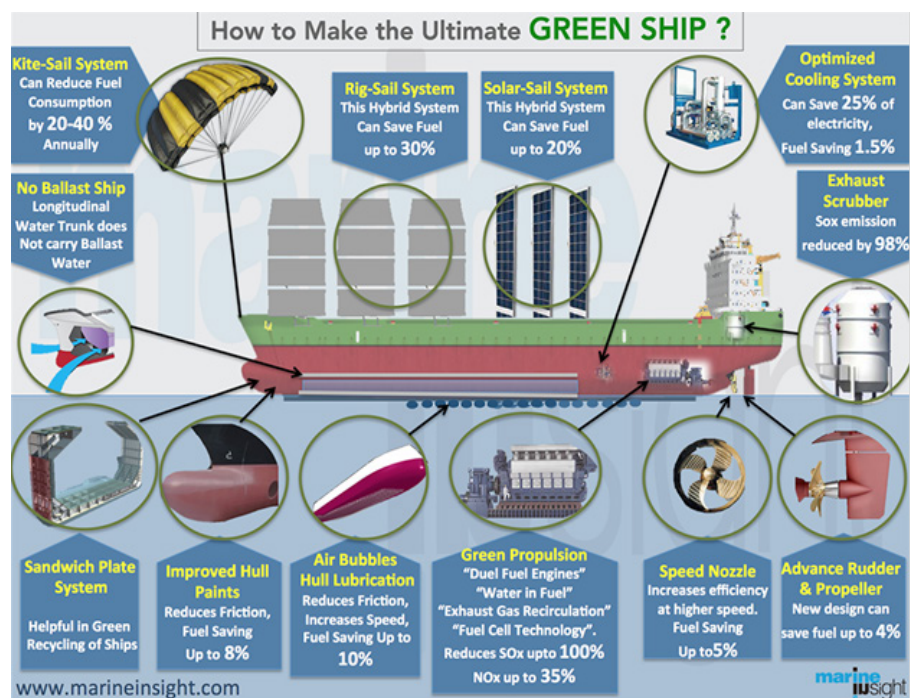 How to Make the Ultimate GREEN SHIP ?
Kite-Sail System
Can Reduce Fuel
Consumption
by 20-40 %
Annually
Rig-Sail System
This Hybrid System
Can Save Fuel
up to 30%
Solar-Sail System
This Hybrid System
Can Save Fuel
up to 20%
Optimized
Cooling System
Can Save 25% of
electricity,
Fuel Saving 1.5%
No Ballast Ship
Longitudinal
Water Trunk does
Not carry Ballast
Water
Exhaust
Scrubber
Sox emission
reduced by 98%
Sandwich Plate
System
Helpful in Green
Recycling of Ships
Improved Hull
Paints
Reduces Friction,
Fuel Saving
Up to 8%
Air Bubbles
Hull Lubrication
Reduces Friction,
Increases Speed,
Fuel Saving Up to
10%
Green Propulsion
“Duel Fuel Engines”
“Water in Fuel”
“Exhaust Gas Recirculation”
“Fuel Cell Technology”.
Reduces SOx upto 100%
NOx up to 35%
Speed Nozzle
Increases efficiency
at higher speed.
Fuel Saving
Up to5%
Advance Rudder
& Propeller
New design can
save fuel up to 4%
www.marineinsight.com
marine
insight
marine
insight